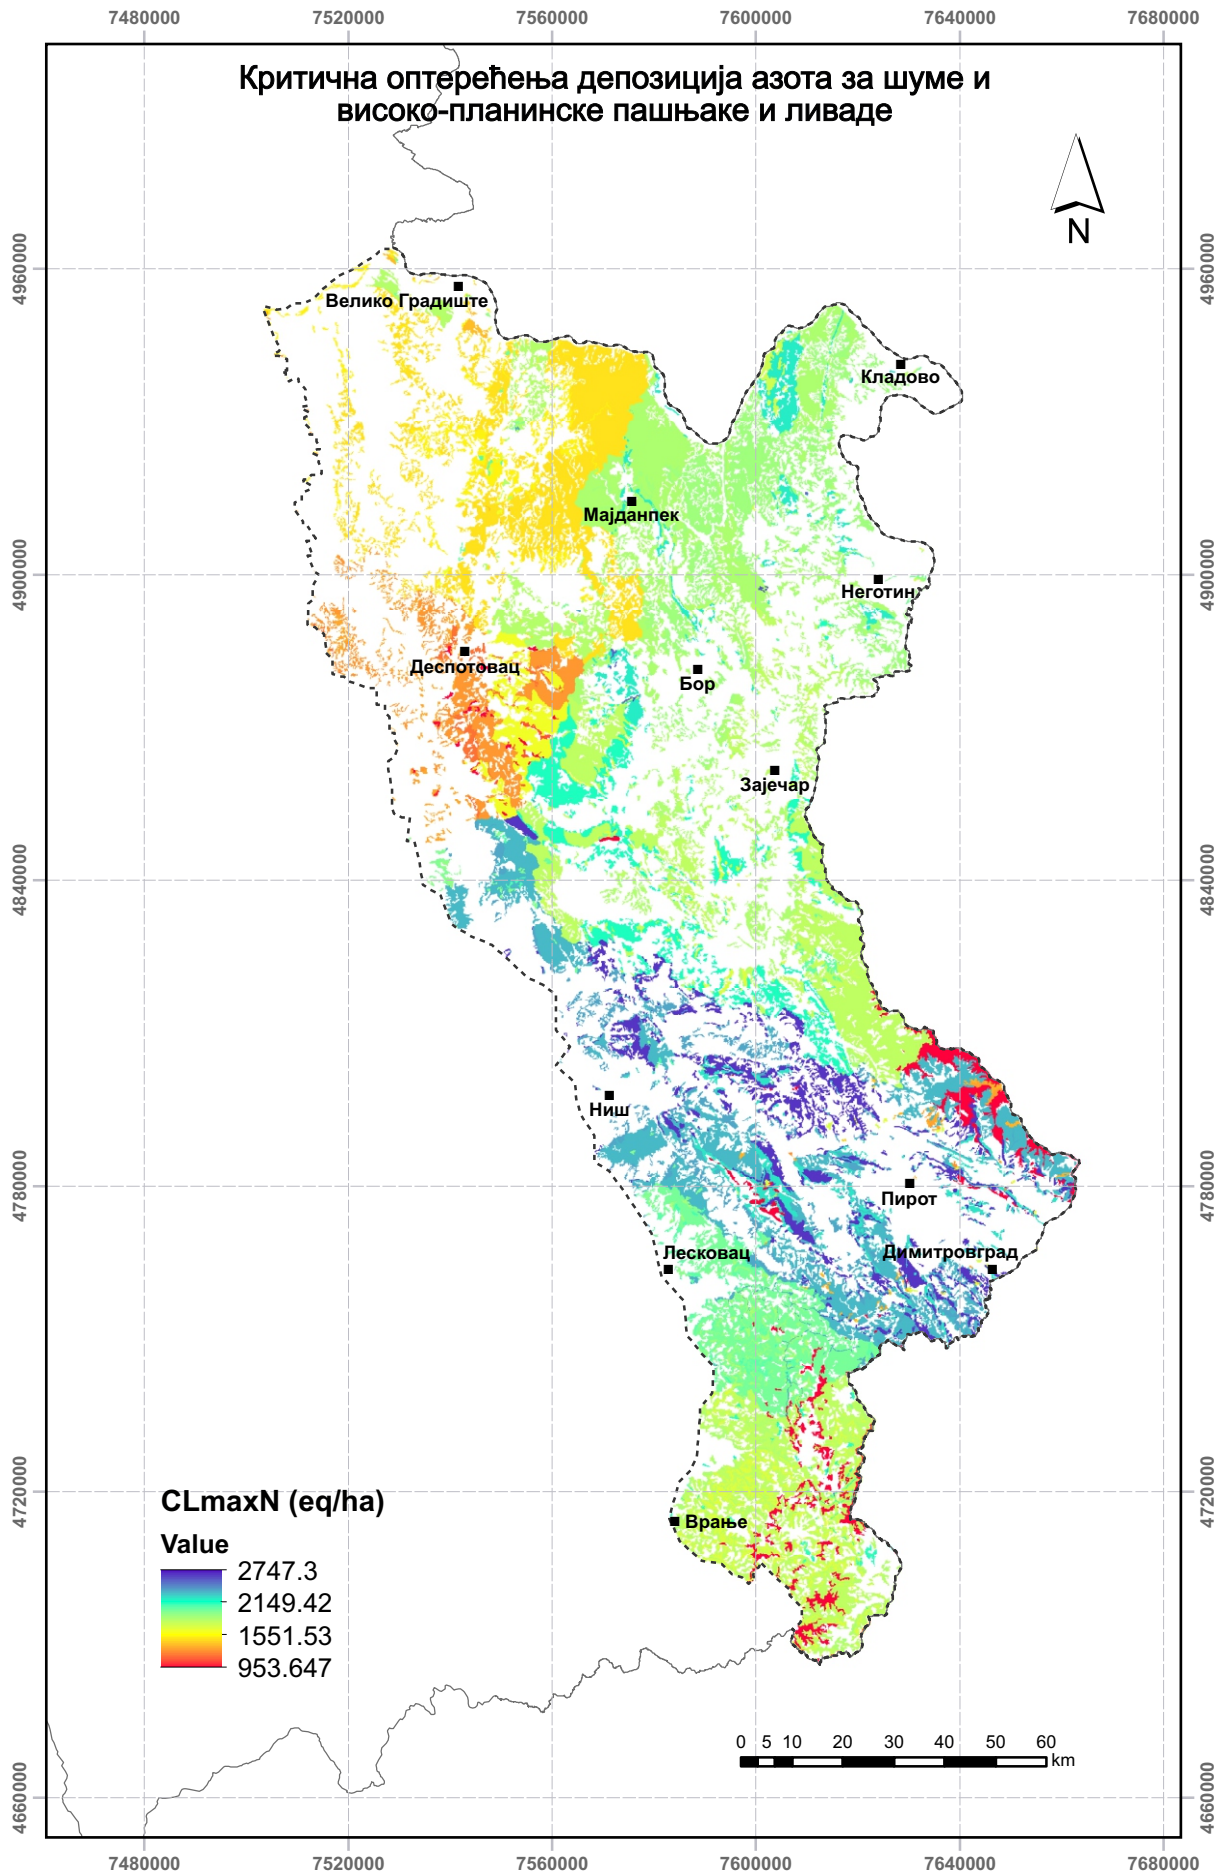 7480000 7520000 7560000 7600000 7640000 7680000
Критична оптерећења депозиција азота за шуме и
високо-планинске пашњаке и ливаде
N
4960000 4960000
Велико Градиште
Кладово
Мајданпек
4900000 4900000
Неготин
Деспотовац
Бор
Зајечар
4840000 4840000
Ниш
4780000 4780000
Пирот
Лесковац
Димитровград
4720000 4720000
CLmaxN (eq/ha)
Врање
Value
2747.3
2149.42
1551.53
953.647
0 5 10 20 30 40 50 60
km
4660000 4660000
7480000 7520000 7560000 7600000 7640000 7680000